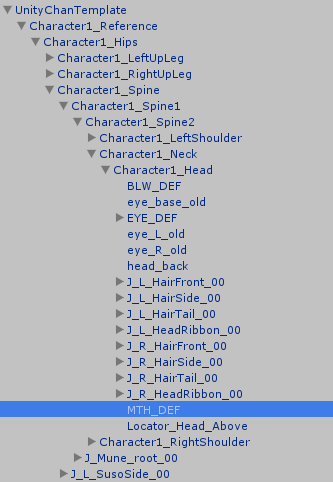 UnityChanTemplate
Character1_Reference
Character1_Hips
Character1_LeftUpLeg
Character1_RightUpLeg
Character1_Spine
Character1_Spine1
Character1_Spine2
Character1_LeftShoulder
Character1_Neck
Character1_Head
BLW_DEF
eye_base_old
EYE_DEF
eye_L_old
eye_R_old
head_back
J_L_HairFront_00
J_L_HairSide_00
J_L_HairTail_00
J_L_HeadRibbon_00
J_R_HairFront_00
J_R_HairSide_00
J_R_HairTail_00
J_R_HeadRibbon_00
MTH_DEF
Locator_Head_Above
Character1_RightShoulder
J_Mune_root_00
J_L_SusoSide_00